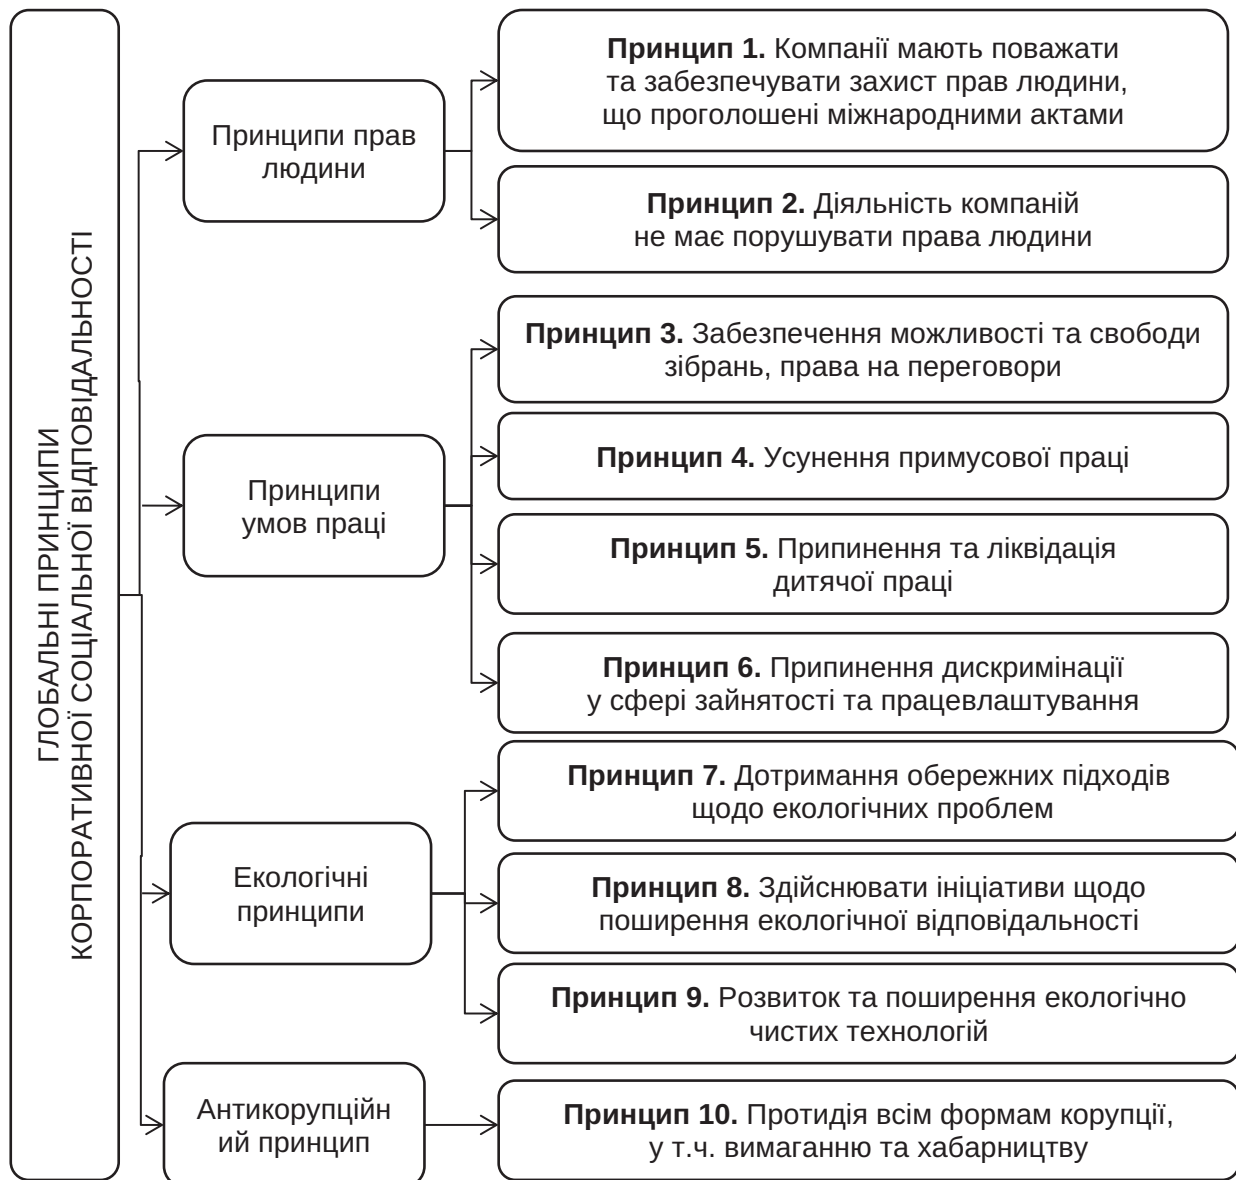 ГЛОБАЛЬНІ ПРИНЦИПИ
КОРПОРАТИВНОЇ СОЦІАЛЬНОЇ ВІДПОВІДАЛЬНОСТІ
Принципи прав
людини
Принцип 1. Компанії мають поважати
та забезпечувати захист прав людини,
що проголошені міжнародними актами
Принцип 2. Діяльність компаній
не має порушувати права людини
Принципи
умов праці
Принцип 3. Забезпечення можливості та свободи
зібрань, права на переговори
Принцип 4. Усунення примусової праці
Принцип 5. Припинення та ліквідація
дитячої праці
Принцип 6. Припинення дискримінації
у сфері зайнятості та працевлаштування
Екологічні
принципи
Принцип 7. Дотримання обережних підходів
щодо екологічних проблем
Принцип 8. Здійснювати ініціативи щодо
поширення екологічної відповідальності
Принцип 9. Розвиток та поширення екологічно
чистих технологій
Антикорупційн
ий принцип
Принцип 10. Протидія всім формам корупції,
у т.ч. вимаганню та хабарництву